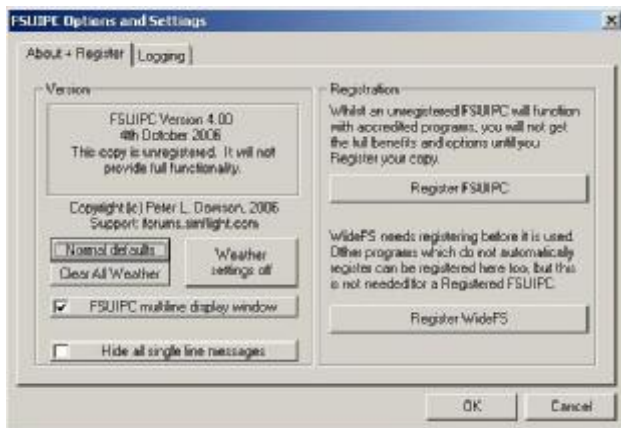 FSUIPC Options and Settings
About + Register
Logging
Version
FSUIPC Version 4.00
4th October 2006
This copy is unregistered. It will not
provide full functionality.
Copyright (c) Peter L. Dowson, 2006
Support: forums.simflight.com
Normal defaults
Clear All Weather
Weather
settings off
FSUIPC multiline display window
Hide all single line messages
Registration
Whilst an unregistered FSUIPC will function
with accredited programs, you will not get
the full benefits and options until you
Register your copy.
Register FSUIPC
WideFS needs registering before it is used.
Other programs which do not automatically
register can be registered here too, but this
is not needed for a Registered FSUIPC
Register WideFS
OK
Cancel